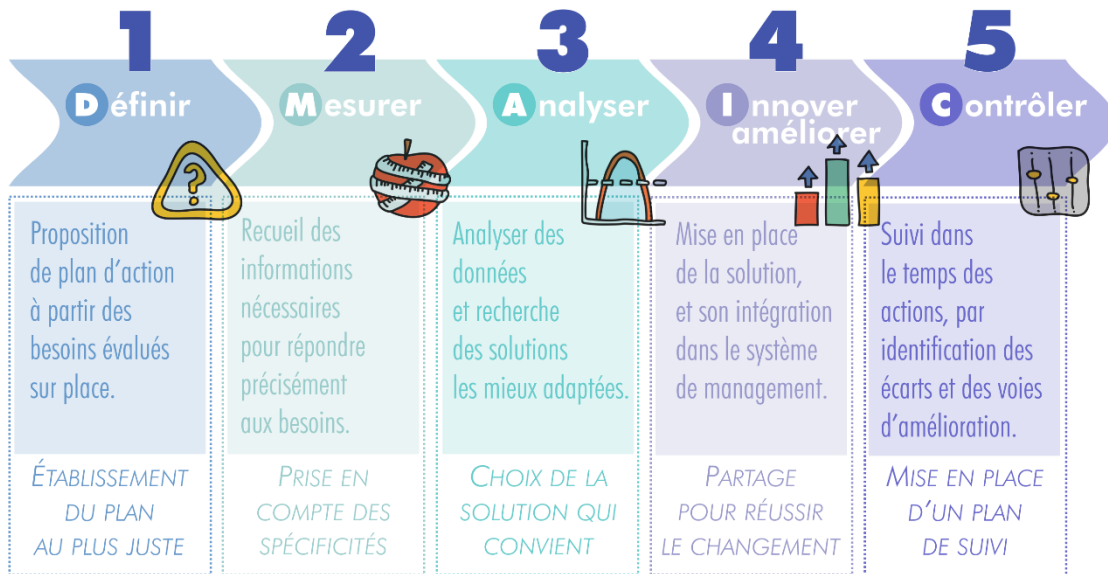 1
Définir
Proposition
de plan d’action
à partir des
besoins évalués
sur place.
ÉTABLISSEMENT
DU PLAN
AU PLUS JUSTE
2
Mesurer
Recueil des
informations
nécessaires
pour répondre
précisément
aux besoins.
PRISE EN
COMPTE DES
SPÉCIFICITÉS
3
Analyser
?
Analyser des
données
et recherche
des solutions
les mieux adaptées.
CHOIX DE LA
SOLUTION QUI
CONVIENT
4
Innover
améliorer
Mise en place
de la solution,
et son intégration
dans le système
de management.
PARTAGE
POUR RÉUSSIR
LE CHANGEMENT
5
Contrôler
Suivi dans
le temps des
actions, par
identification des
écarts et des voies
d’amélioration.
MISE EN PLACE
D’UN PLAN
DE SUIVI